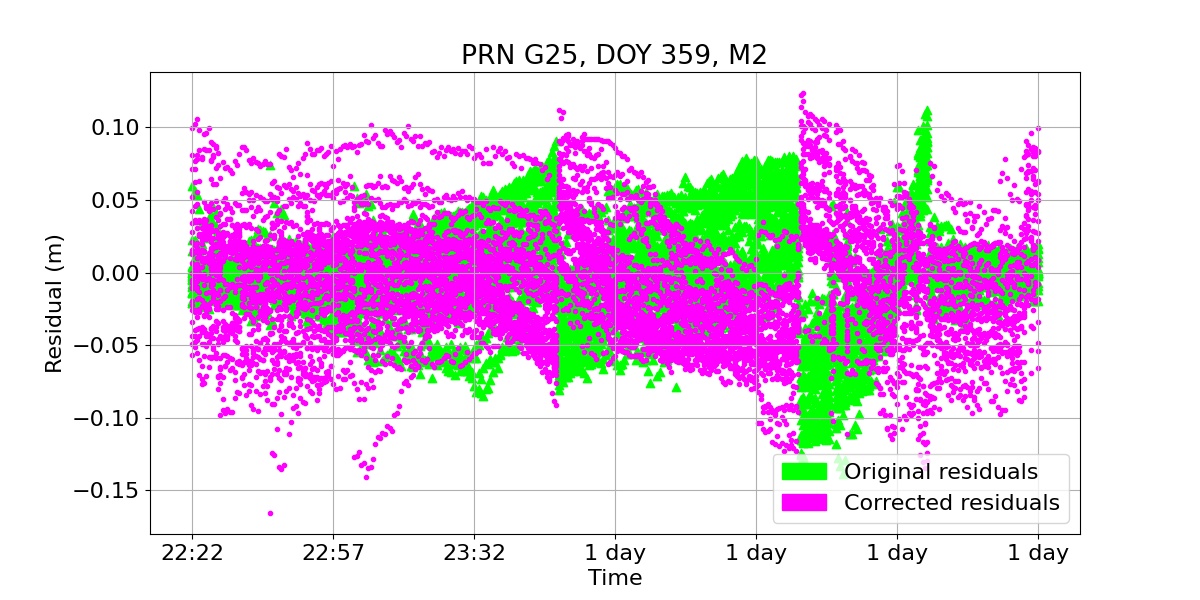 PRN G25, DOY 359, M2
Residual (m)
0.10
0.05
0.00
−0.05
−0.10
−0.15
Original residuals
Corrected residuals
22:22 22:57 23:32 1 day 1 day 1 day 1 day
Time